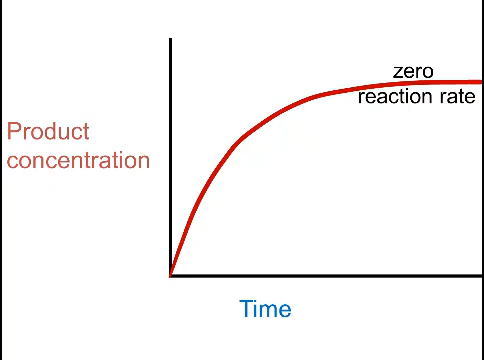 zero
reaction rate
Product
concentration
Time